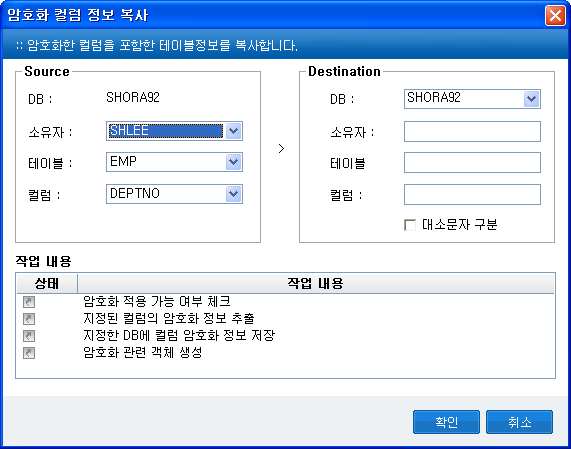 암호화 컬럼 정보 복사
:: 암호화한 컬럼을 포함한 테이블정보를 복사합니다.
Source
DB : SHORA92
소유자 : SHLEE
테이블 : EMP
컬럼 : DEPTNO
>
Destination
DB : SHORA92
소유자 :
테이블
컬럼 :
대소문자 구분
작업 내용
상태 작업 내용
암호화 적용 가능 여부 체크
지정된 컬럼의 암호화 정보 추출
지정한 DB에 컬럼 암호화 정보 저장
암호화 관련 객체 생성
확인 취소